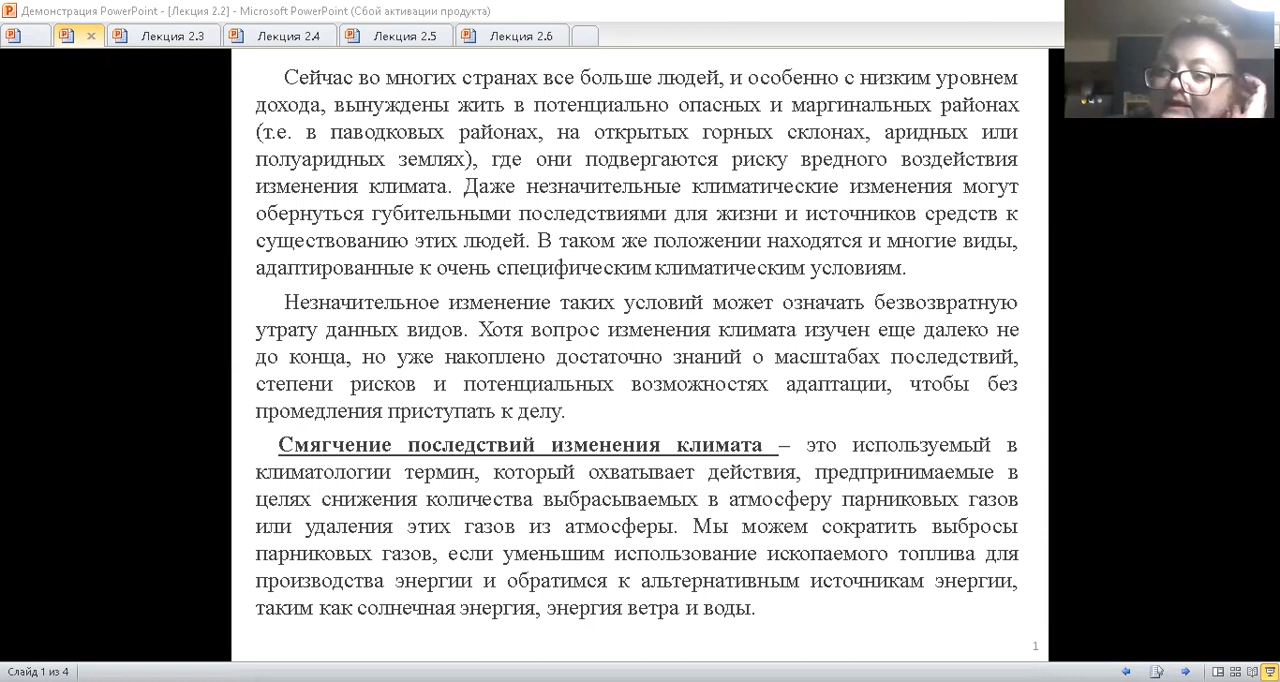 Демонстрация PowerPoint - [Лекция 2.2] - Microsoft PowerPoint (Сбой активации продукта)
Лекция 2.3 Лекция 2.4 Лекция 2.5 Лекция 2.6
Сейчас во многих странах все больше людей, и особенно с низким уровнем
дохода, вынуждены жить в потенциально опасных и маргинальных районах
(т.е. в паводковых районах, на открытых горных склонах, аридных или
полуаридных землях), где они подвергаются риску вредного воздействия
изменения климата. Даже незначительные климатические изменения могут
обернуться губительными последствиями для жизни и источников средств к
существованию этих людей. В таком же положении находятся и многие виды,
адаптированные к очень специфическим климатическим условиям.
Незначительное изменение таких условий может означать безвозвратную
утрату данных видов. Хотя вопрос изменения климата изучен еще далеко не
до конца, но уже накоплено достаточно знаний о масштабах последствий,
степени рисков и потенциальных возможностях адаптации, чтобы без
промедления приступать к делу.
Смягчение последствий изменения климата – это используемый в
климатологии термин, который охватывает действия, предпринимаемые в
целях снижения количества выбрасываемых в атмосферу парниковых газов
или удаления этих газов из атмосферы. Мы можем сократить выбросы
парниковых газов, если уменьшим использование ископаемого топлива для
производства энергии и обратимся к альтернативным источникам энергии,
таким как солнечная энергия, энергия ветра и воды.
1
Слайд 1 из 4